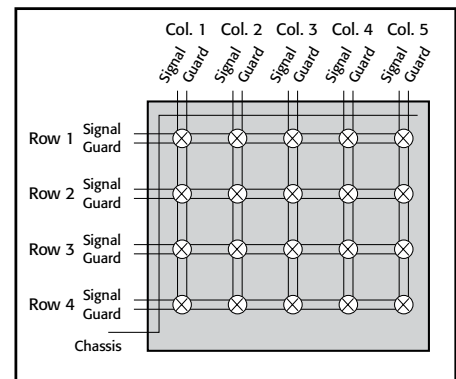 Col. 1 Col. 2 Col. 3 Col. 4 Col. 5
Signal Guard Signal Guard Signal Guard Signal Guard Signal Guard
Row 1 Signal
Guard
Row 2 Signal
Guard
Row 3 Signal
Guard
Row 4 Signal
Guard
Chassis